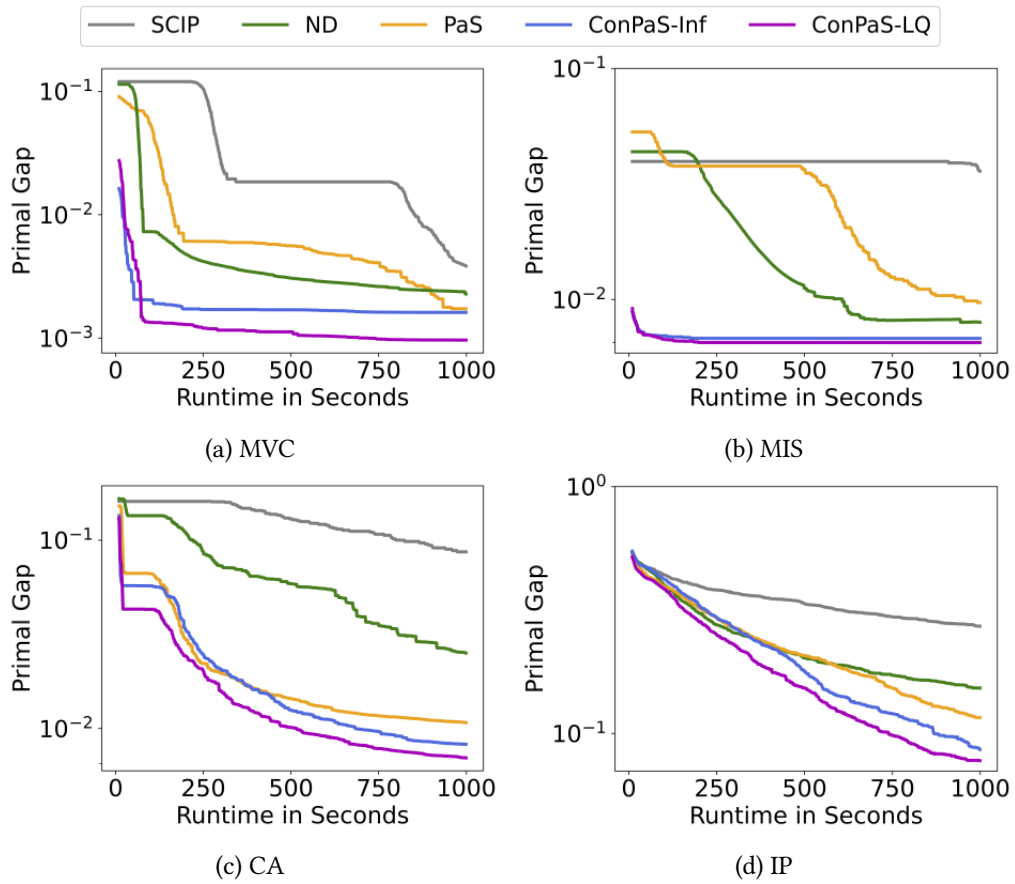 SCIP ND PaS ConPaS-Inf ConPaS-LQ
10⁻¹
10⁻²
10⁻³
Primal Gap
0 250 500 750 1000
Runtime in Seconds
(a) MVC
10⁻¹
10⁻²
Primal Gap
0 250 500 750 1000
Runtime in Seconds
(b) MIS
10⁻¹
10⁻²
Primal Gap
0 250 500 750 1000
Runtime in Seconds
(c) CA
10⁰
10⁻¹
Primal Gap
0 250 500 750 1000
Runtime in Seconds
(d) IP